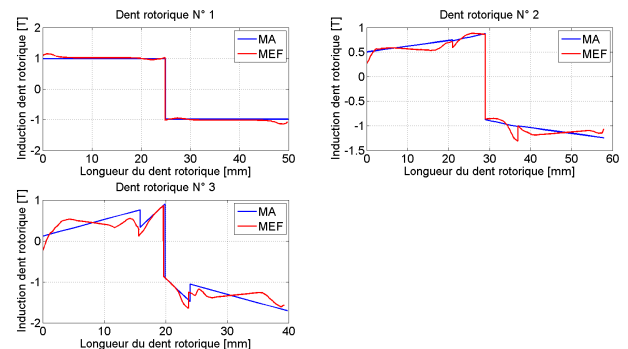 Dent rotorique N° 1
Induction dent rotorique [T]
2
1
0
-1
-2
0 10 20 30 40 50
Longueur du dent rotorique [mm]
MA
MEF
Dent rotorique N° 2
Induction dent rotorique [T]
1
0.5
0
-0.5
-1
-1.5
0 10 20 30 40 50 60
Longueur du dent rotorique [mm]
MA
MEF
Dent rotorique N° 3
Induction dent rotorique [T]
1
0
-1
-2
0 10 20 30 40
Longueur du dent rotorique [mm]
MA
MEF